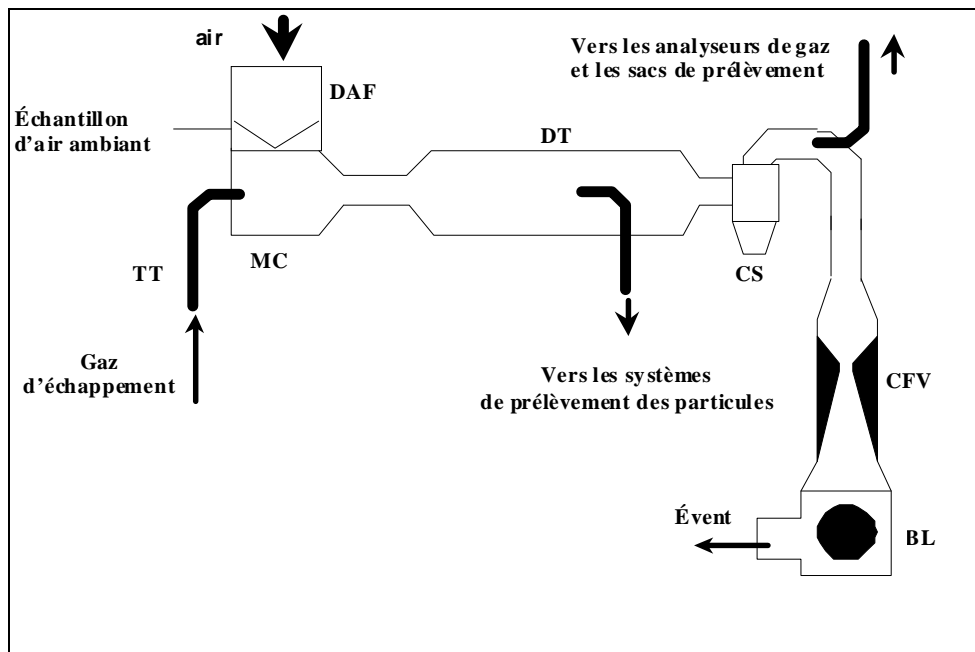 air
Vers les analyseurs de gaz
et les sacs de prélèvement
DAF
Échantillon
d'air ambiant
DT
TT
MC
CS
Gaz
d'échappement
Vers les systèmes
de prélèvement des particules
CFV
Évent
BL